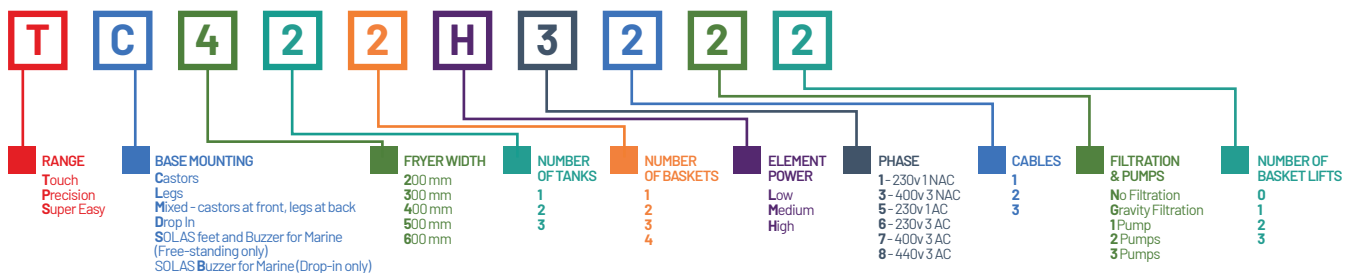 T C 4 2 2 H 3 2 2 2
RANGE
Touch
Precision
Super Easy
BASE MOUNTING
Castors
Legs
Mixed - castors at front, legs at back
Drop In
SOLAS feet and Buzzer for Marine
(Free-standing only)
SOLAS Buzzer for Marine (Drop-in only)
FRYER WIDTH
200 mm
300 mm
400 mm
500 mm
600 mm
NUMBER
OF TANKS
1
2
3
NUMBER
OF BASKETS
1
2
3
4
ELEMENT
POWER
Low
Medium
High
PHASE
1 - 230v 1 NAC
3 - 400v 3 NAC
5 - 230v 1 AC
6 - 230v 3 AC
7 - 400v 3 AC
8 - 440v 3 AC
CABLES
1
2
3
FILTRATION
& PUMPS
No Filtration
Gravity Filtration
1 Pump
2 Pumps
3 Pumps
NUMBER OF
BASKET LIFTS
0
1
2
3